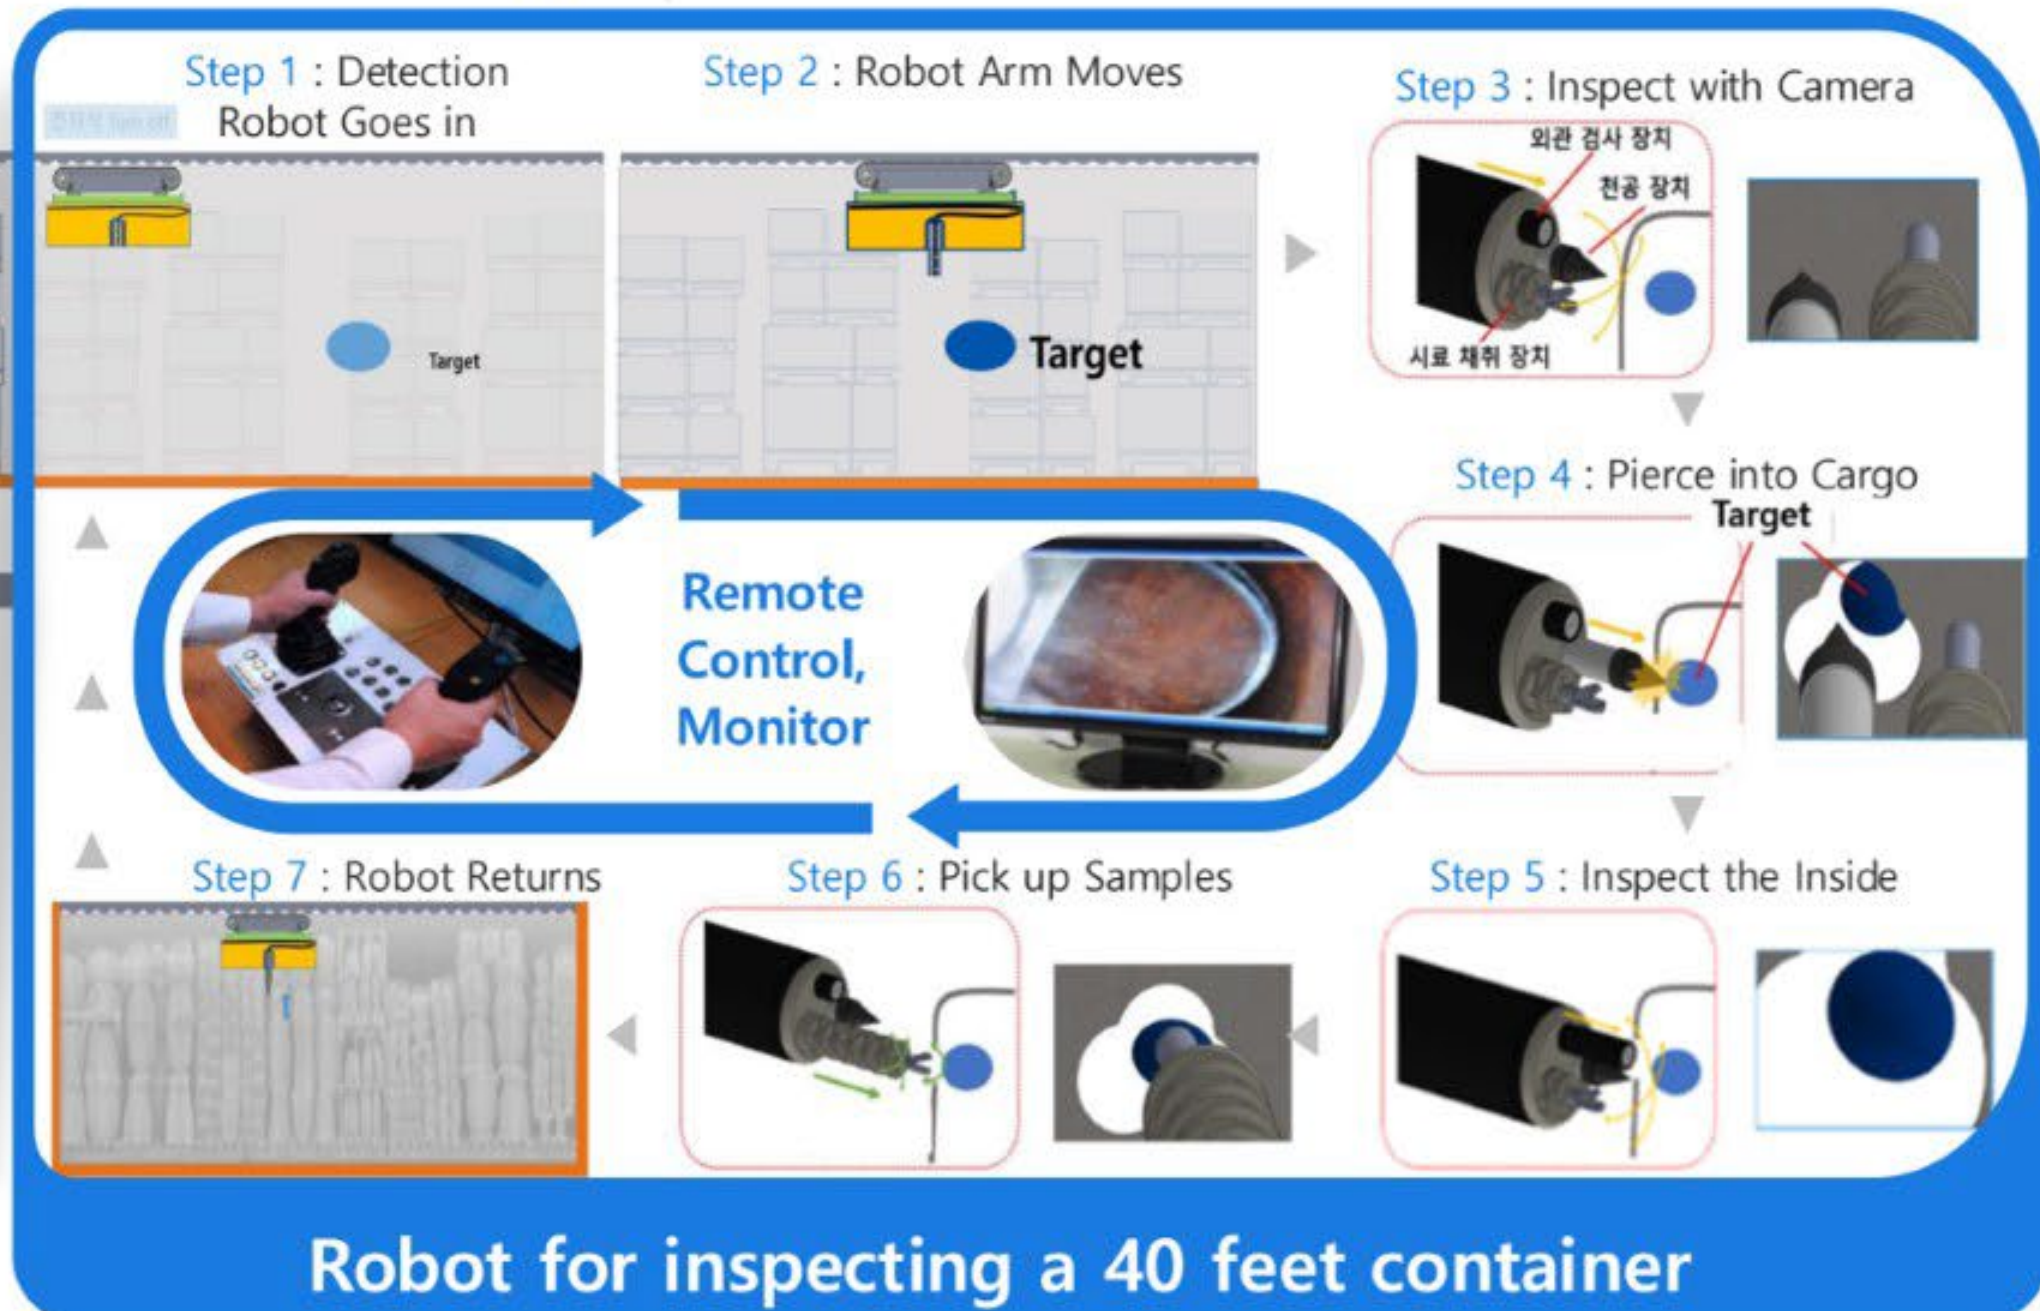 Step 1 : Detection
Robot Goes in
Step 2 : Robot Arm Moves
Step 3 : Inspect with Camera
외관 검사 장치
천공 장치
시료 채취 장치
Target
Target
Step 4 : Pierce into Cargo
Target
Remote
Control,
Monitor
Step 7 : Robot Returns
Step 6 : Pick up Samples
Step 5 : Inspect the Inside
Robot for inspecting a 40 feet container